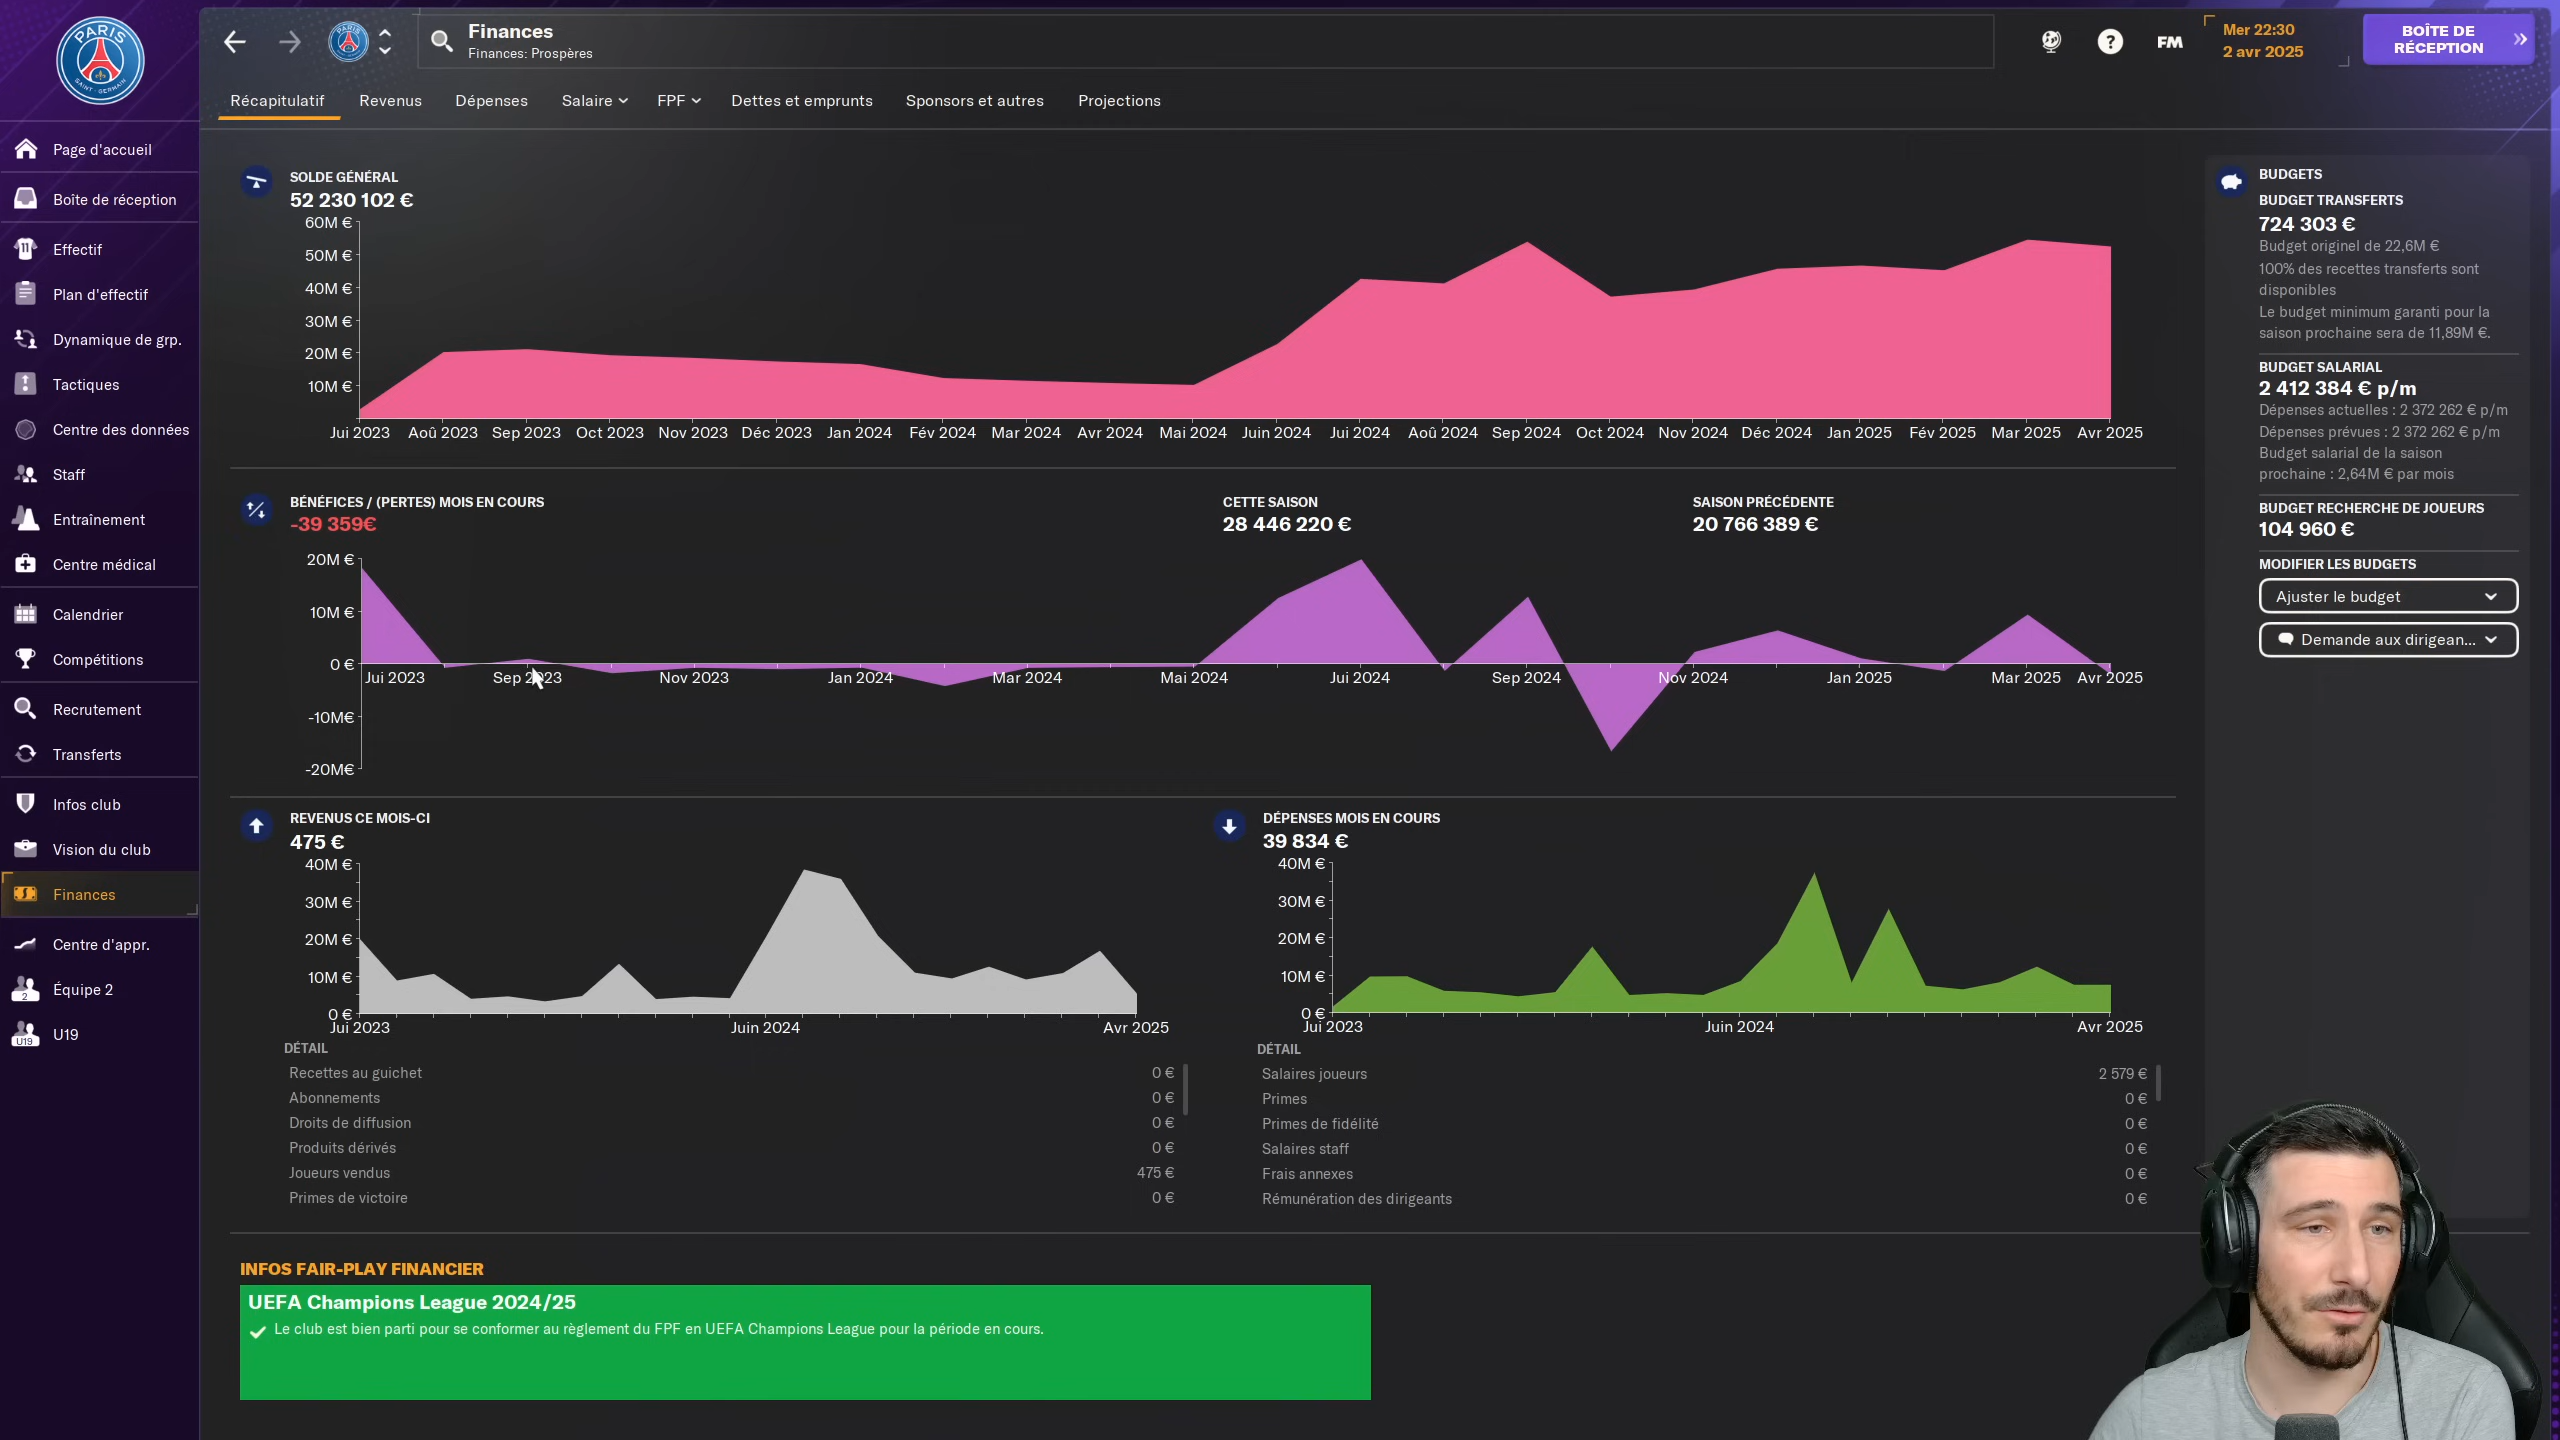 PARIS
SAINT-GERMAIN
Finances
Finances: Prospères
FM
Mer 22:30
2 avr 2025
BOÎTE DE
RÉCEPTION
Récapitulatif
Revenus
Dépenses
Salaire
FPF
Dettes et emprunts
Sponsors et autres
Projections
Page d'accueil
Boîte de réception
Effectif
Plan d'effectif
Dynamique de grp.
Tactiques
Centre des données
Staff
Entraînement
Centre médical
Calendrier
Compétitions
Recrutement
Transferts
Infos club
Vision du club
Finances
Centre d'appr.
2
Équipe 2
U19
U19
SOLDE GÉNÉRAL
52 230 102 €
60M €
50M €
40M €
30M €
20M €
10M €
Jui 2023 Aoû 2023 Sep 2023 Oct 2023 Nov 2023 Déc 2023 Jan 2024 Fév 2024 Mar 2024 Avr 2024 Mai 2024 Juin 2024 Jui 2024 Aoû 2024 Sep 2024 Oct 2024 Nov 2024 Déc 2024 Jan 2025 Fév 2025 Mar 2025 Avr 2025
BÉNÉFICES / (PERTES) MOIS EN COURS
-39 359€
CETTE SAISON
28 446 220 €
SAISON PRÉCÉDENTE
20 766 389 €
20M €
10M €
0 €
-10M€
-20M€
Jui 2023 Sep 2023 Nov 2023 Jan 2024 Mar 2024 Mai 2024 Jui 2024 Sep 2024 Nov 2024 Jan 2025 Mar 2025 Avr 2025
REVENUS CE MOIS-CI
475 €
40M €
30M €
20M €
10M €
0 €
Jui 2023 Juin 2024 Avr 2025
DÉTAIL
Recettes au guichet 0 €
Abonnements 0 €
Droits de diffusion 0 €
Produits dérivés 0 €
Joueurs vendus 475 €
Primes de victoire 0 €
DÉPENSES MOIS EN COURS
39 834 €
40M €
30M €
20M €
10M €
0 €
Jui 2023 Juin 2024 Avr 2025
DÉTAIL
Salaires joueurs 2 579 €
Primes 0 €
Primes de fidélité 0 €
Salaires staff 0 €
Frais annexes 0 €
Rémunération des dirigeants 0 €
INFOS FAIR-PLAY FINANCIER
UEFA Champions League 2024/25
Le club est bien parti pour se conformer au règlement du FPF en UEFA Champions League pour la période en cours.
BUDGETS
BUDGET TRANSFERTS
724 303 €
Budget originel de 22,6M €
100% des recettes transferts sont
disponibles
Le budget minimum garanti pour la
saison prochaine sera de 11,89M €.
BUDGET SALARIAL
2 412 384 € p/m
Dépenses actuelles : 2 372 262 € p/m
Dépenses prévues : 2 372 262 € p/m
Budget salarial de la saison
prochaine : 2,64M € par mois
BUDGET RECHERCHE DE JOUEURS
104 960 €
MODIFIER LES BUDGETS
Ajuster le budget
Demande aux dirigean...